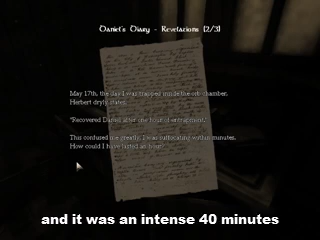 Daniel's Diary - Revelations [2/3]
May 17th, the day I was trapped inside the orb chamber.
Herbert dryly states:
"Recovered Daniel after one hour of entrapment."
This confused me greatly. I was suffocating within minutes.
How could I have lasted an hour?
and it was an intense 40 minutes